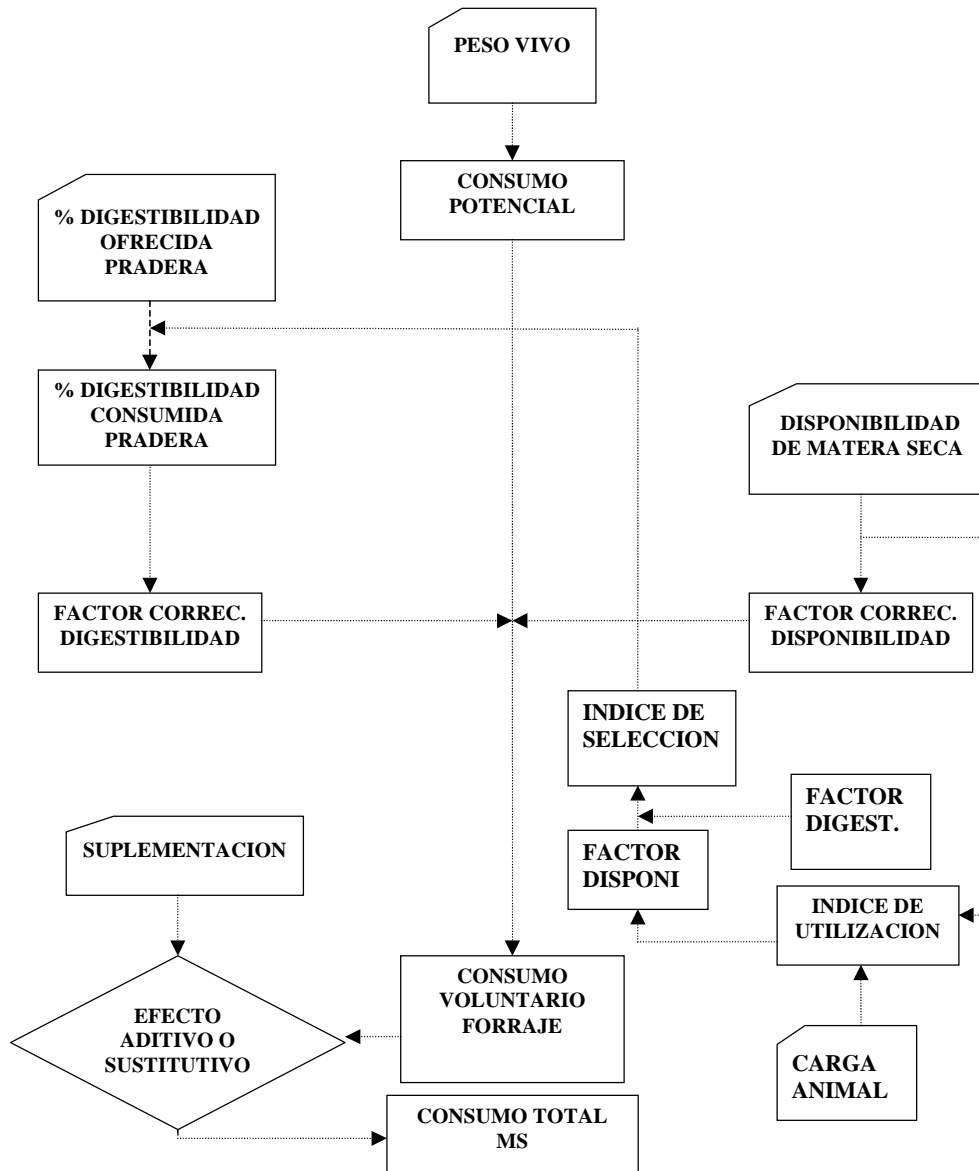 PESO VIVO
CONSUMO
POTENCIAL
% DIGESTIBILIDAD
OFRECIDA
PRADERA
% DIGESTIBILIDAD
CONSUMIDA
PRADERA
DISPONIBILIDAD
DE MATERA SECA
FACTOR CORREC.
DIGESTIBILIDAD
FACTOR CORREC.
DISPONIBILIDAD
INDICE DE
SELECCION
FACTOR
DIGEST.
SUPLEMENTACION
FACTOR
DISPONI
INDICE DE
UTILIZACION
CONSUMO
VOLUNTARIO
FORRAJE
EFECTO
ADITIVO O
SUSTITUTIVO
CARGA
ANIMAL
CONSUMO TOTAL
MS